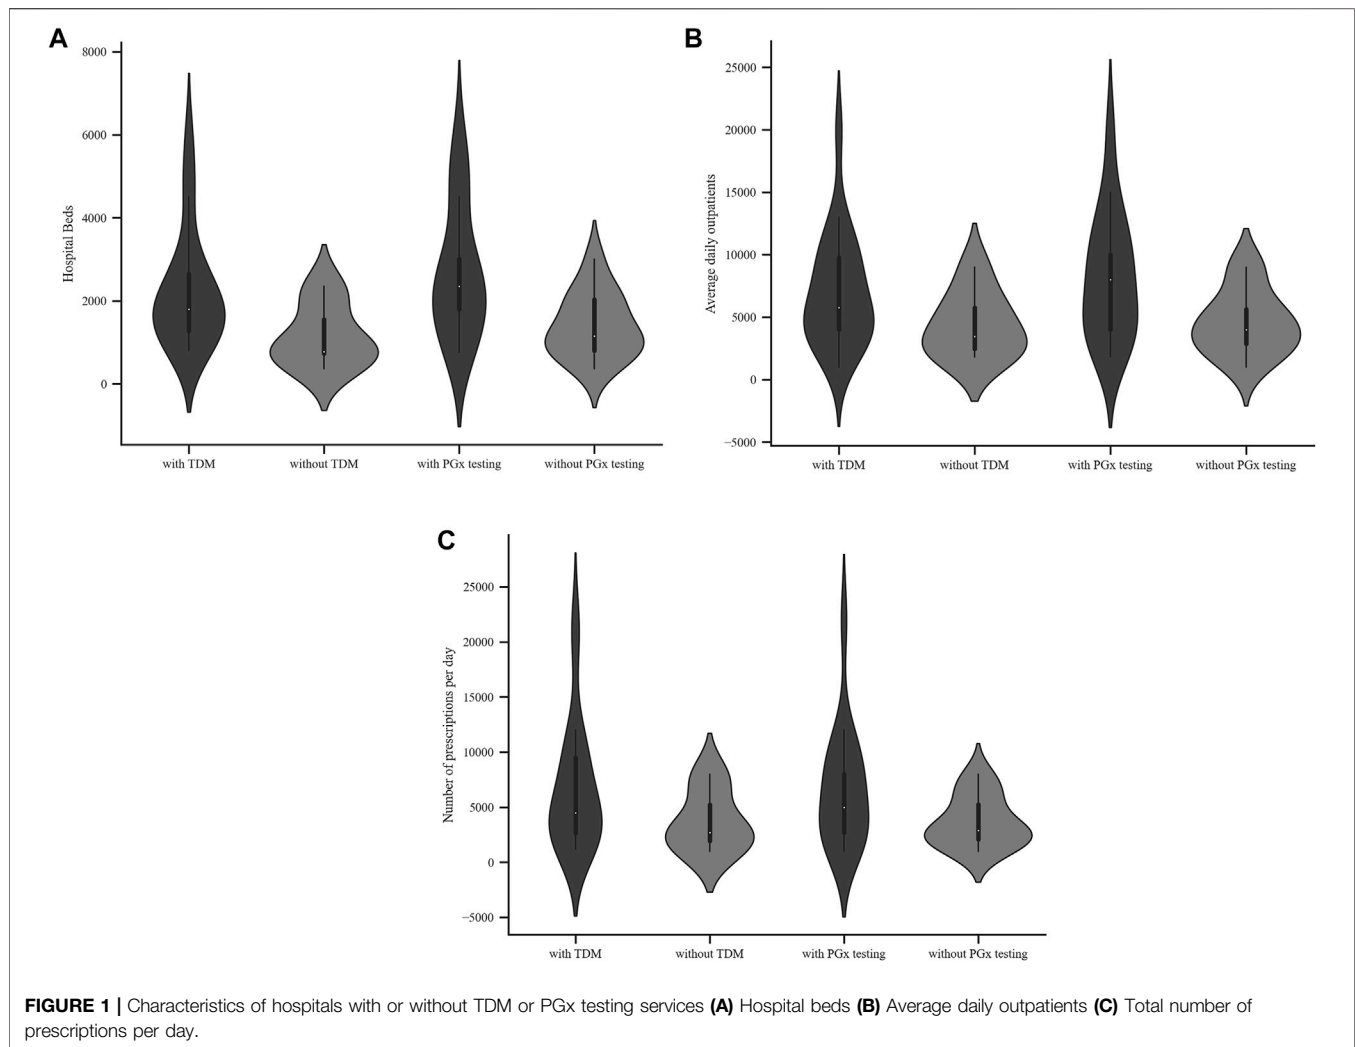 A
Hospital Beds
8000
6000
4000
2000
0
with TDM
without TDM
with PGx testing
without PGx testing
B
Average daily outpatients
25000
20000
15000
10000
5000
0
−5000
with TDM
without TDM
with PGx testing
without PGx testing
C
Number of prescriptions per day
25000
20000
15000
10000
5000
0
−5000
with TDM
without TDM
with PGx testing
without PGx testing
FIGURE 1 | Characteristics of hospitals with or without TDM or PGx testing services (A) Hospital beds (B) Average daily outpatients (C) Total number of
prescriptions per day.